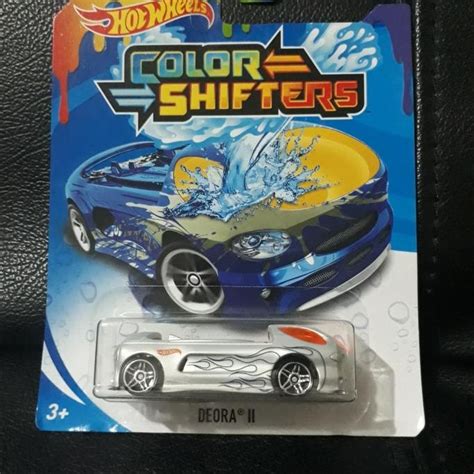 HOT WHEELS
COLOR
SHIFTERS
3+
DEORA® II